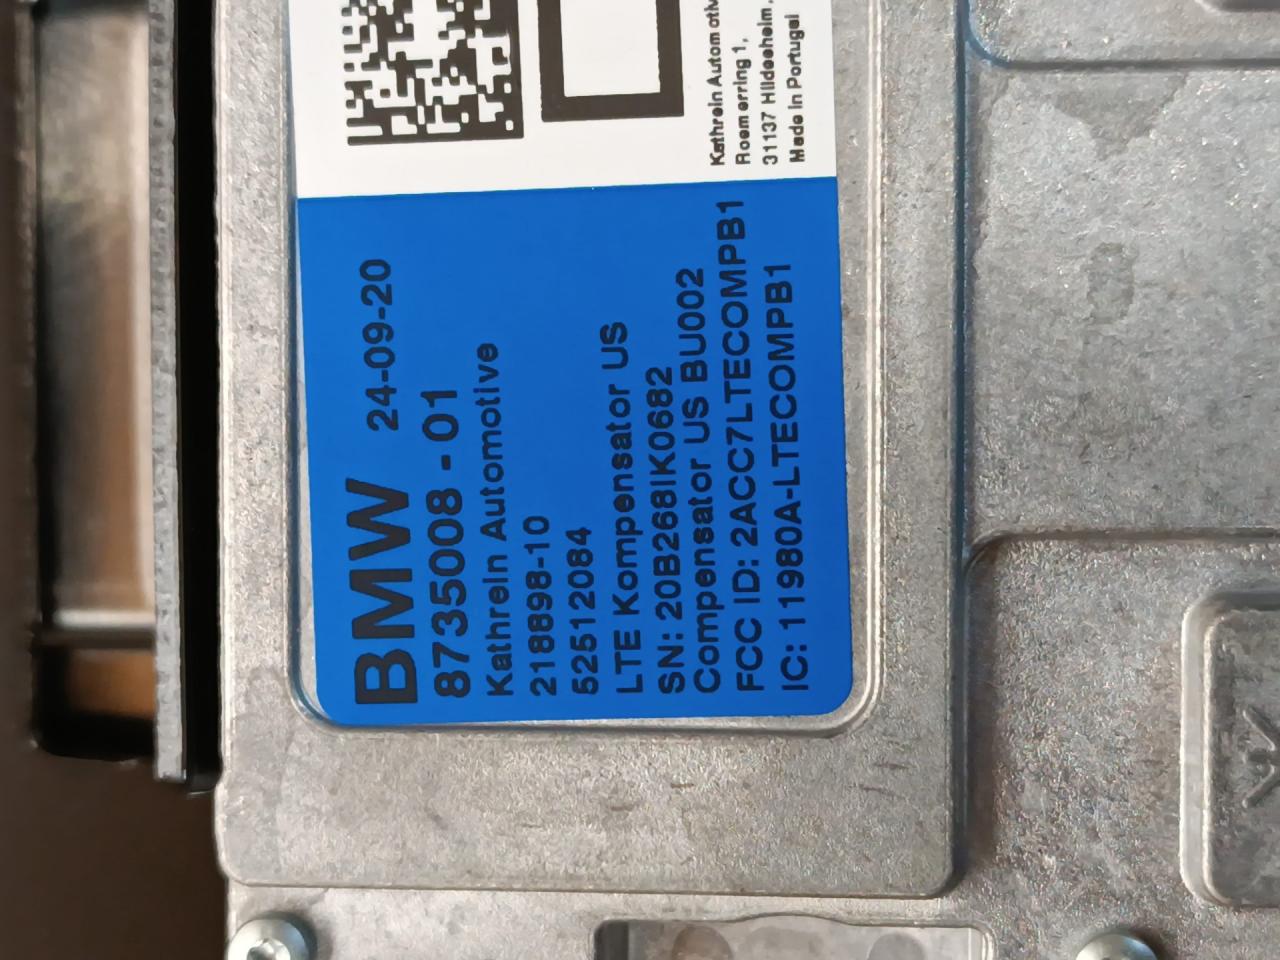 BMW 24-09-20
8735008 - 01
Kathrein Automotive
218898-10
52512084
LTE Kompensator US
SN: 20B268IK0682
Compensator US BU002
FCC ID: 2ACC7LTECOMPB1
IC: 11980A-LTECOMPB1
Kathrein Automotiv
Roemerring 1,
31137 Hildesheim,
Made in Portugal